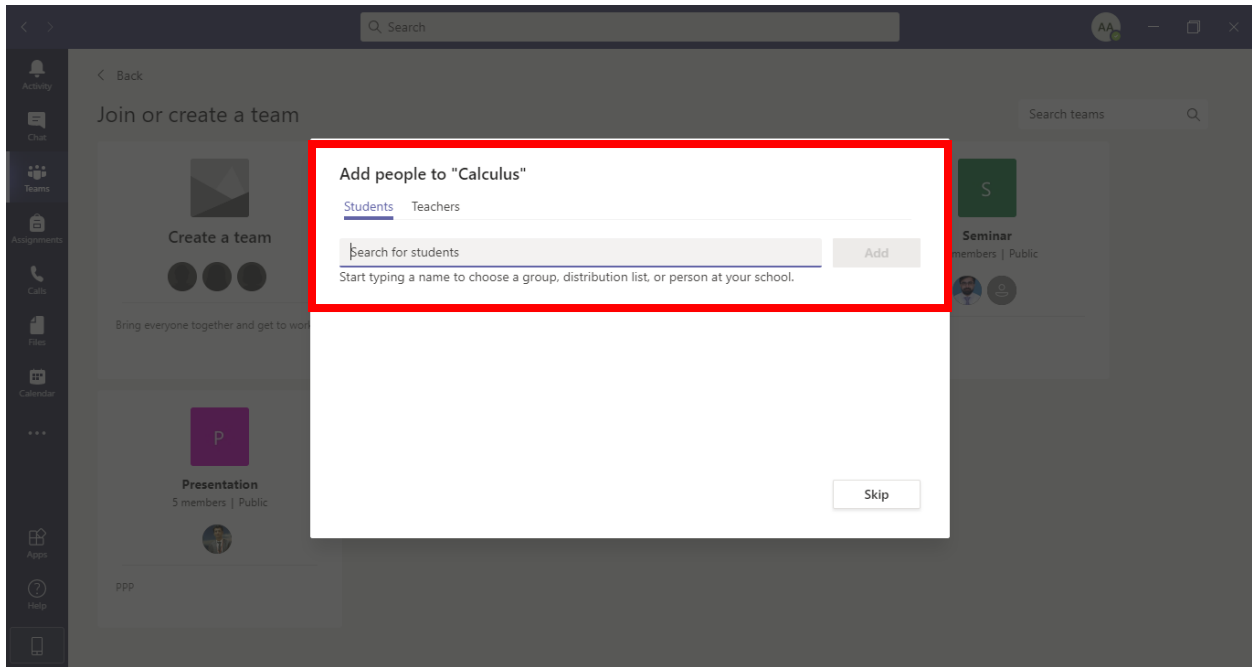 Search
AA
Activity
Chat
Teams
Assignments
Calls
Files
Calendar
Apps
Help
Back
Join or create a team
Search teams
Create a team
Bring everyone together and get to wor
P
Presentation
5 members | Public
ppp
Add people to "Calculus"
Students Teachers
Search for students
Add
Start typing a name to choose a group, distribution list, or person at your school.
Skip
S
Seminar
members | Public